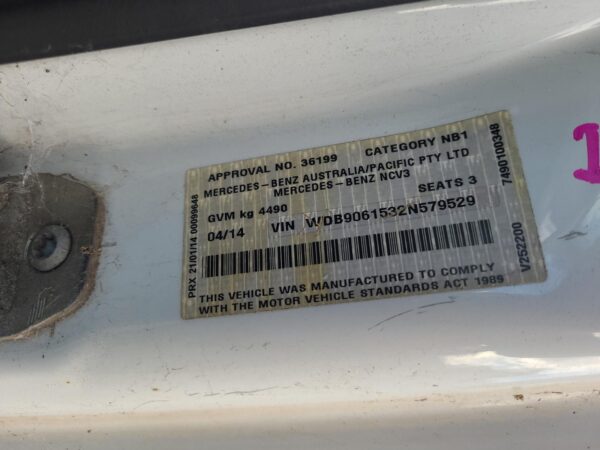 APPROVAL NO. 36199 CATEGORY NB1
MERCEDES-BENZ AUSTRALIA/PACIFIC PTY LTD
MERCEDES-BENZ NCV3
GVM kg 4490 SEATS 3
04/14 VIN WDB9061532N579529
THIS VEHICLE WAS MANUFACTURED TO COMPLY
WITH THE MOTOR VEHICLE STANDARDS ACT 1989
PRX 21/01/14 00099648
V252200 7490100348
1